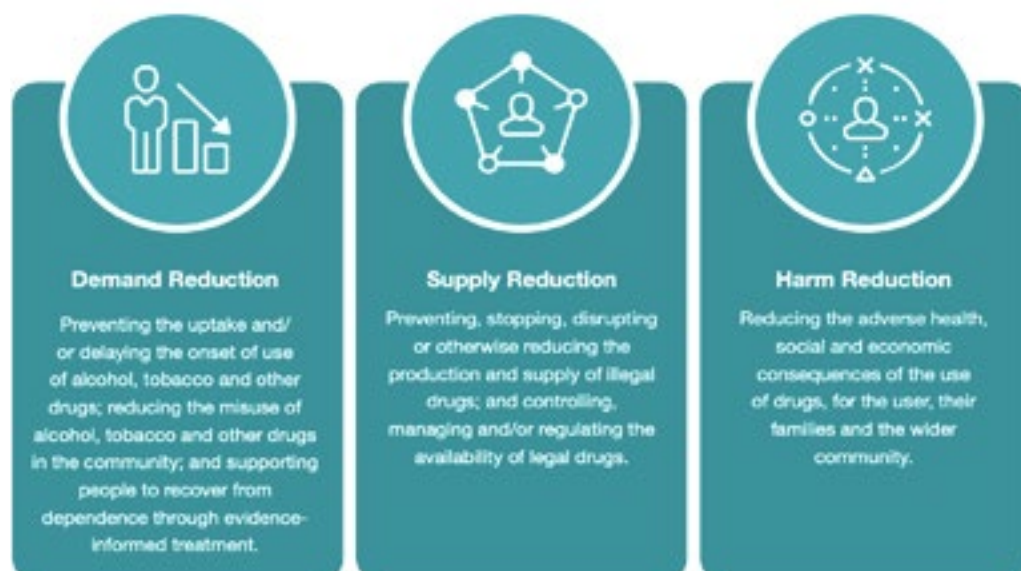 Demand Reduction
Preventing the uptake and/
or delaying the onset of use
of alcohol, tobacco and other
drugs; reducing the misuse of
alcohol, tobacco and other drugs
in the community; and supporting
people to recover from
dependence through evidence-
informed treatment.
Supply Reduction
Preventing, stopping, disrupting
or otherwise reducing the
production and supply of illegal
drugs; and controlling,
managing and/or regulating the
availability of legal drugs.
Harm Reduction
Reducing the adverse health,
social and economic
consequences of the use
of drugs, for the user, their
families and the wider
community.